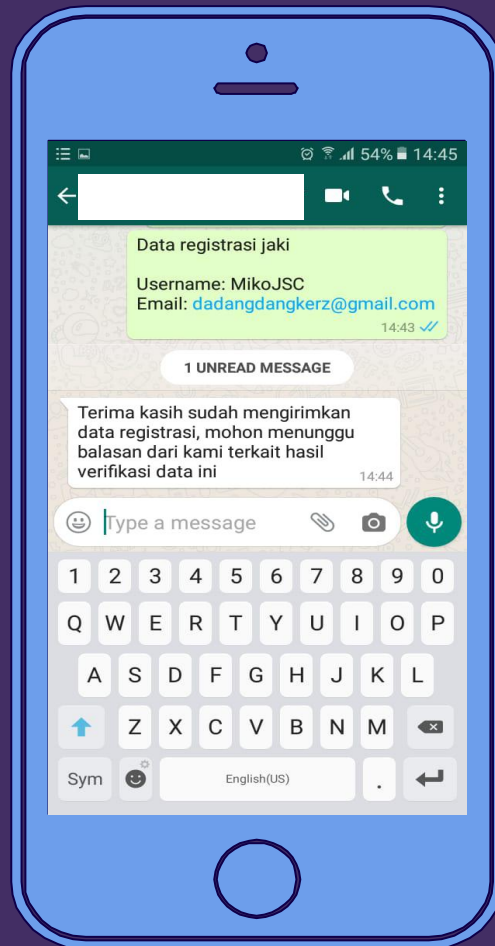 54% 14:45
Data registrasi jaki
Username: MikoJSC
Email: dadangdangkerz@gmail.com
14:43
1 UNREAD MESSAGE
Terima kasih sudah mengirimkan
data registrasi, mohon menunggu
balasan dari kami terkait hasil
verifikasi data ini
14:44
Type a message
1 2 3 4 5 6 7 8 9 0
Q W E R T Y U I O P
A S D F G H J K L
Z X C V B N M
Sym English(US) .